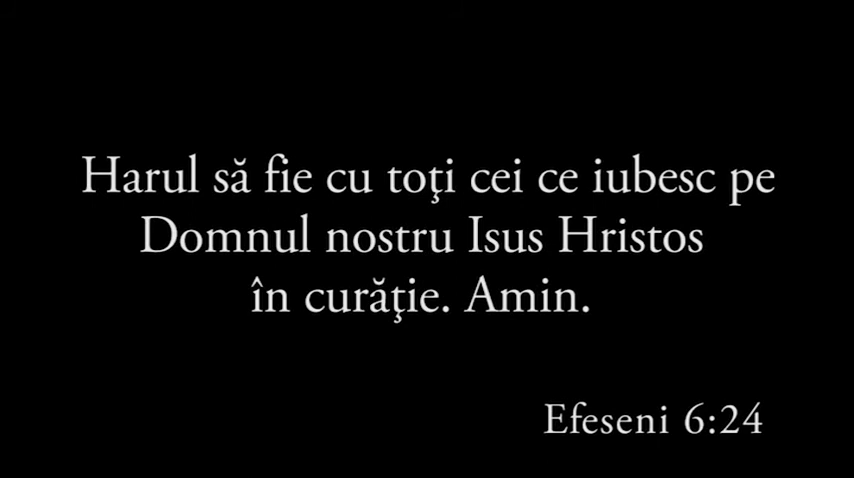 Harul să fie cu toţi cei ce iubesc pe
Domnul nostru Isus Hristos
în curăţie. Amin.
Efeseni 6:24